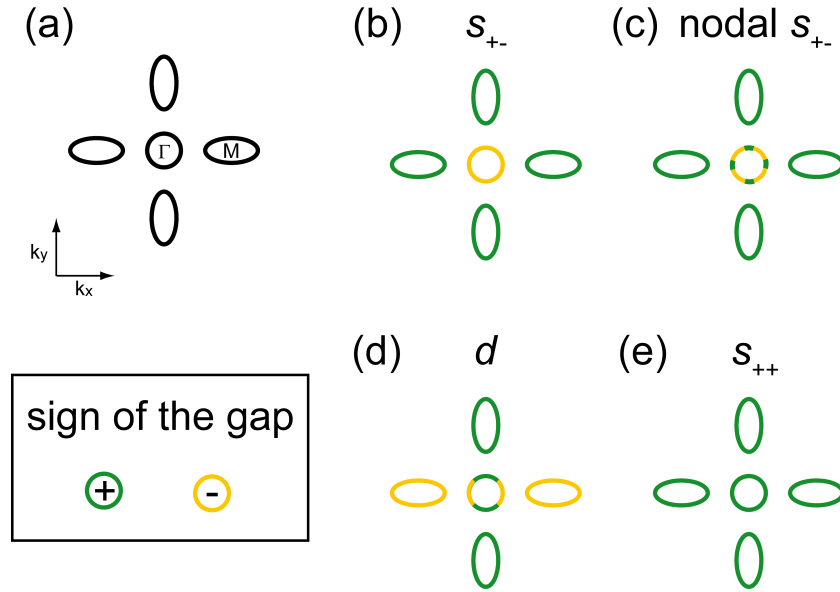 (a)
Γ
M
ky
kx
(b) s+-
(c) nodal s+-
sign of the gap
+ -
(d) d
(e) s++